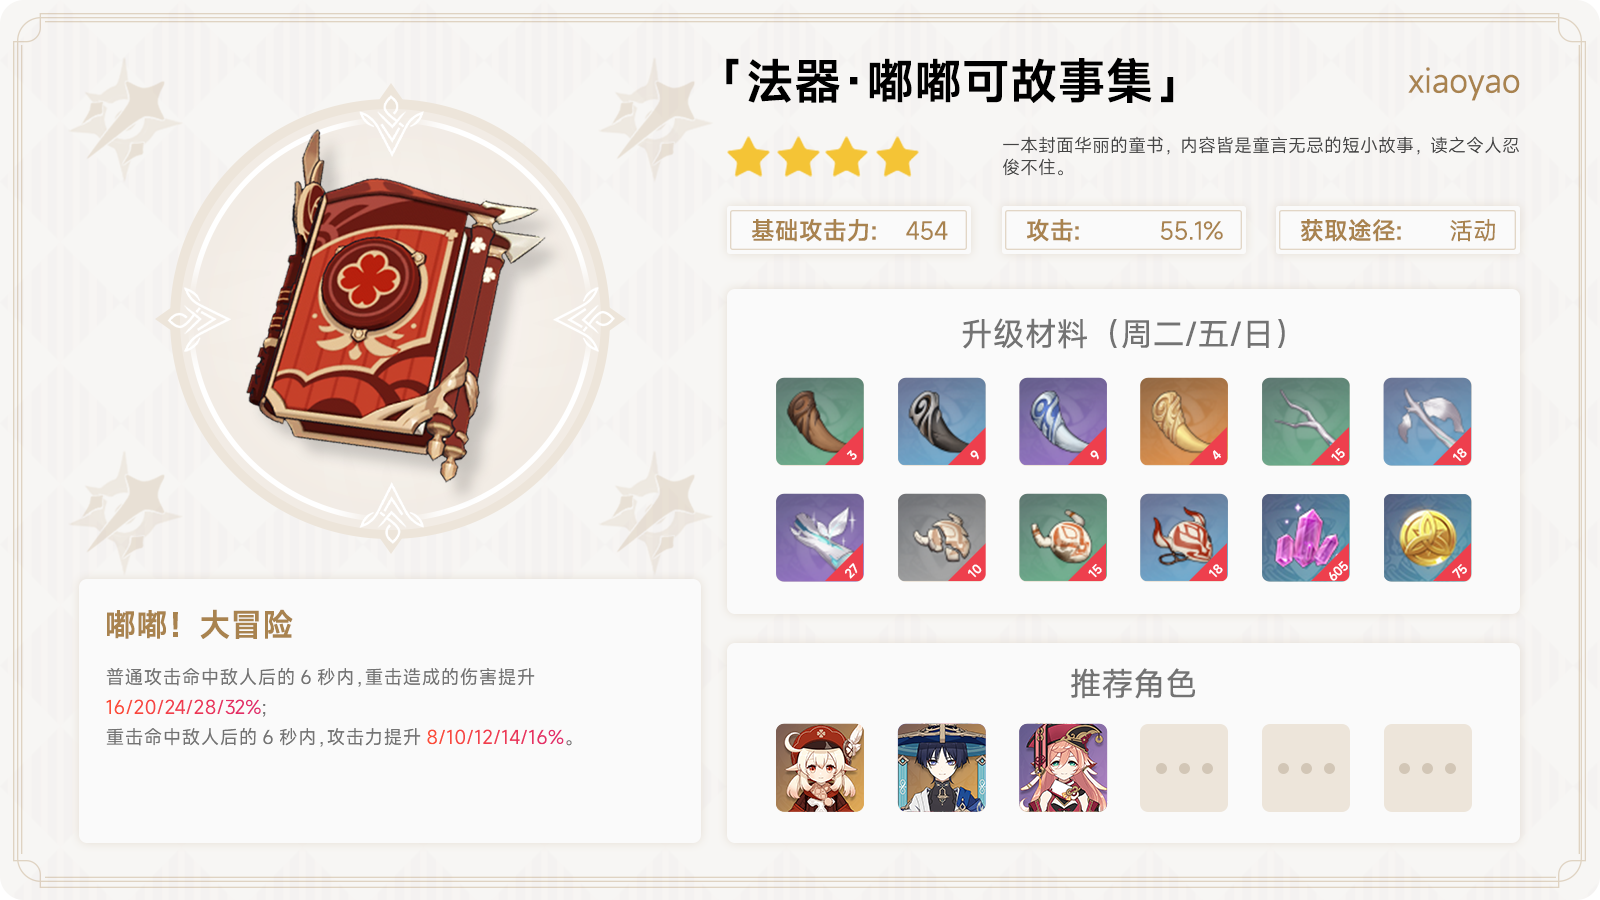 「法器·嘟嘟可故事集」
xiaoyao
一本封面华丽的童书，内容皆是童言无忌的短小故事，读之令人忍
俊不住。
基础攻击力: 454
攻击: 55.1%
获取途径: 活动
升级材料（周二/五/日）
3 9 9 4 15 18
27 10 15 18 605 75
嘟嘟！大冒险
普通攻击命中敌人后的 6 秒内,重击造成的伤害提升
16/20/24/28/32%;
重击命中敌人后的 6 秒内,攻击力提升 8/10/12/14/16%。
推荐角色